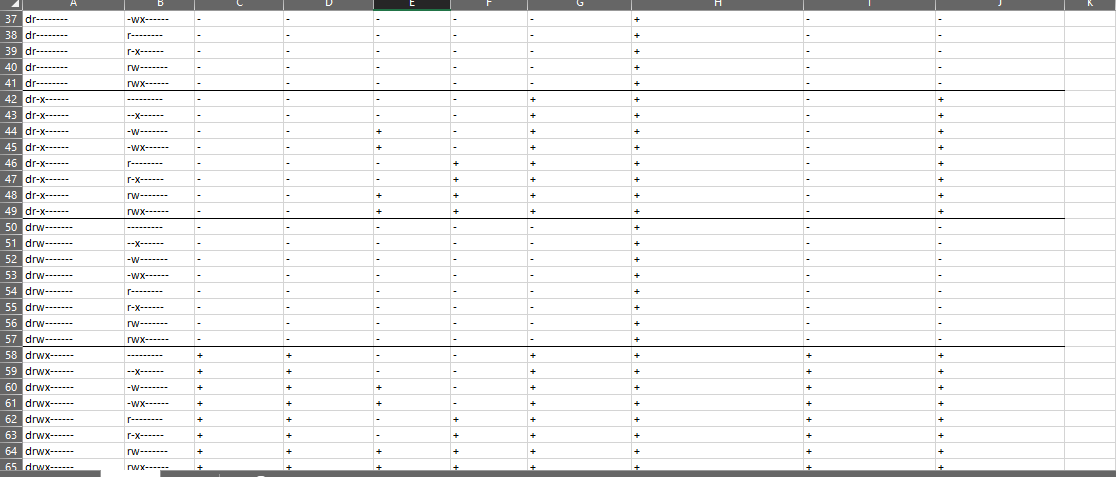 A B C D E F G H I J K
37 dr-------- -wx------ - - - - - + - -
38 dr-------- r-------- - - - - - + - -
39 dr-------- r-x------ - - - - - + - -
40 dr-------- rw------- - - - - - + - -
41 dr-------- rwx------ - - - - - + - -
42 dr-x------ --------- - - - - + + - +
43 dr-x------ --x------ - - - - + + - +
44 dr-x------ -w------- - - + - + + - +
45 dr-x------ -wx------ - - + - + + - +
46 dr-x------ r-------- - - - + + + - +
47 dr-x------ r-x------ - - - + + + - +
48 dr-x------ rw------- - - + + + + - +
49 dr-x------ rwx------ - - + + + + - +
50 drw------- --------- - - - - - + - -
51 drw------- --x------ - - - - - + - -
52 drw------- -w------- - - - - - + - -
53 drw------- -wx------ - - - - - + - -
54 drw------- r-------- - - - - - + - -
55 drw------- r-x------ - - - - - + - -
56 drw------- rw------- - - - - - + - -
57 drw------- rwx------ - - - - - + - -
58 drwx------ --------- + + - - + + + +
59 drwx------ --x------ + + - - + + + +
60 drwx------ -w------- + + + - + + + +
61 drwx------ -wx------ + + + - + + + +
62 drwx------ r-------- + + - + + + + +
63 drwx------ r-x------ + + - + + + + +
64 drwx------ rw------- + + + + + + + +
65 drwx------ rwx------ + + + + + + + +